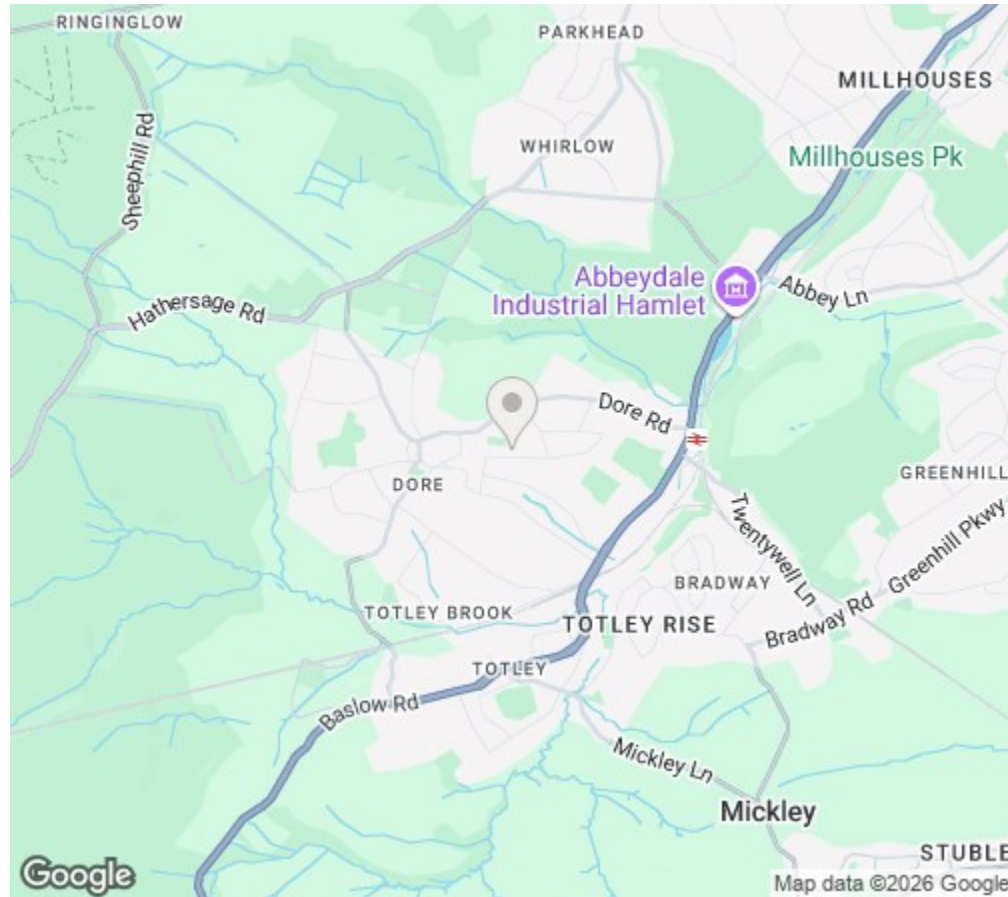 RINGINGLOW
PARKHEAD
MILLHOUSES
Sheephill Rd
WHIRLOW
Millhouses Pk
Abbeydale
Industrial Hamlet
Abbey Ln
Hathersage Rd
Dore Rd
DORE
GREENHILL
Twentywell Ln
Greenhill Pkwy
BRADWAY
TOTLEY BROOK
TOTLEY RISE
Bradway Rd
TOTLEY
Baslow Rd
Mickley Ln
Mickley
STUBLE
Google
Map data ©2026 Google